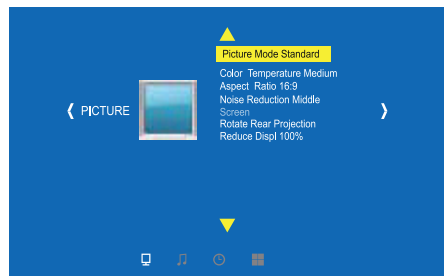 Picture Mode Standard
Color Temperature Medium
Aspect Ratio 16:9
Noise Reduction Middle
Screen
Rotate Rear Projection
Reduce Displ 100%
PICTURE